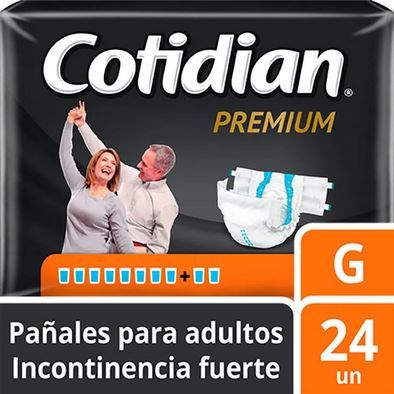 Cotidian®
PREMIUM
+
G
Pañales para adultos
Incontinencia fuerte
24
un